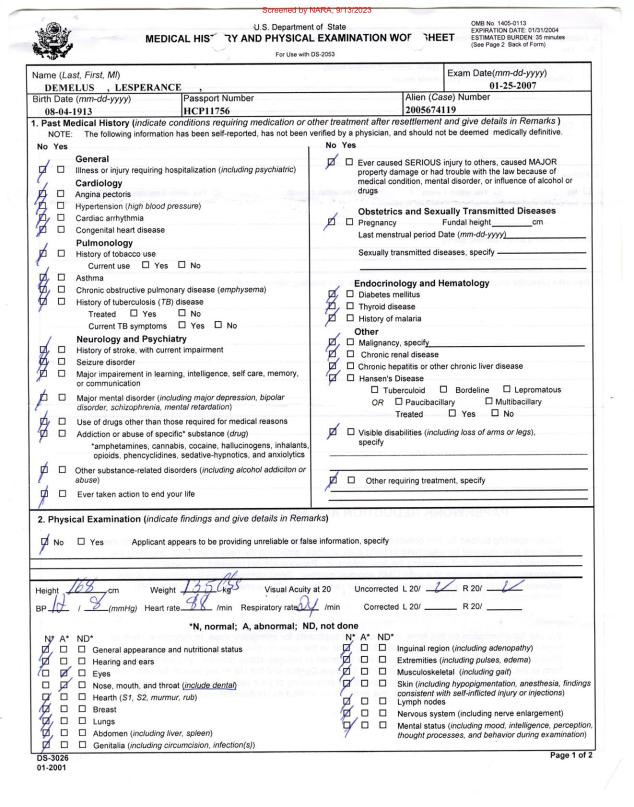 Screened by NARA, 9/13/2023
U.S. Department of State
MEDICAL HIS   RY AND PHYSICAL EXAMINATION WOR   SHEET
For Use with DS-2053
OMB No. 1405-0113
EXPIRATION DATE: 01/31/2004
ESTIMATED BURDEN: 35 minutes
(See Page 2 Back of Form)
Name (Last, First, MI)
DEMELUS , LESPERANCE ,
Exam Date(mm-dd-yyyy)
01-25-2007
Birth Date (mm-dd-yyyy)
08-04-1913
Passport Number
HCP11756
Alien (Case) Number
2005674119
1. Past Medical History (indicate conditions requiring medication or other treatment after resettlement and give details in Remarks)
NOTE: The following information has been self-reported, has not been verified by a physician, and should not be deemed medically definitive.
No Yes
General
Illness or injury requiring hospitalization (including psychiatric)
Cardiology
Angina pectoris
Hypertension (high blood pressure)
Cardiac arrhythmia
Congenital heart disease
Pulmonology
History of tobacco use
Current use Yes No
Asthma
Chronic obstructive pulmonary disease (emphysema)
History of tuberculosis (TB) disease
Treated Yes No
Current TB symptoms Yes No
Neurology and Psychiatry
History of stroke, with current impairment
Seizure disorder
Major impairment in learning, intelligence, self care, memory,
or communication
Major mental disorder (including major depression, bipolar
disorder, schizophrenia, mental retardation)
Use of drugs other than those required for medical reasons
Addiction or abuse of specific* substance (drug)
*amphetamines, cannabis, cocaine, hallucinogens, inhalants,
opioids, phencyclidines, sedative-hypnotics, and anxiolytics
Other substance-related disorders (including alcohol addiciton or
abuse)
Ever taken action to end your life
No Yes
Ever caused SERIOUS injury to others, caused MAJOR
property damage or had trouble with the law because of
medical condition, mental disorder, or influence of alcohol or
drugs
Obstetrics and Sexually Transmitted Diseases
Pregnancy Fundal height cm
Last menstrual period Date (mm-dd-yyyy)
Sexually transmitted diseases, specify
Endocrinology and Hematology
Diabetes mellitus
Thyroid disease
History of malaria
Other
Malignancy, specify
Chronic renal disease
Chronic hepatitis or other chronic liver disease
Hansen's Disease
Tuberculoid Bordeline Lepromatous
OR Paucibacillary Multibacillary
Treated Yes No
Visible disabilities (including loss of arms or legs),
specify
Other requiring treatment, specify
2. Physical Examination (indicate findings and give details in Remarks)
No Yes Applicant appears to be providing unreliable or false information, specify
Height 168 cm Weight 135 lbs kg Visual Acuity at 20 Uncorrected L 20/ R 20/
BP / 8 (mmHg) Heart rate 88 /min Respiratory rate /min Corrected L 20/ R 20/
*N, normal; A, abnormal; ND, not done
N* A* ND*
General appearance and nutritional status
Hearing and ears
Eyes
Nose, mouth, and throat (include dental)
Hearth (S1, S2, murmur, rub)
Breast
Lungs
Abdomen (including liver, spleen)
Genitalia (including circumcision, infection(s))
N* A* ND*
Inguinal region (including adenopathy)
Extremities (including pulses, edema)
Musculoskeletal (including gait)
Skin (including hypopigmentation, anesthesia, findings
consistent with self-inflicted injury or injections)
Lymph nodes
Nervous system (including nerve enlargement)
Mental status (including mood, intelligence, perception,
thought processes, and behavior during examination)
DS-3026
01-2001
Page 1 of 2